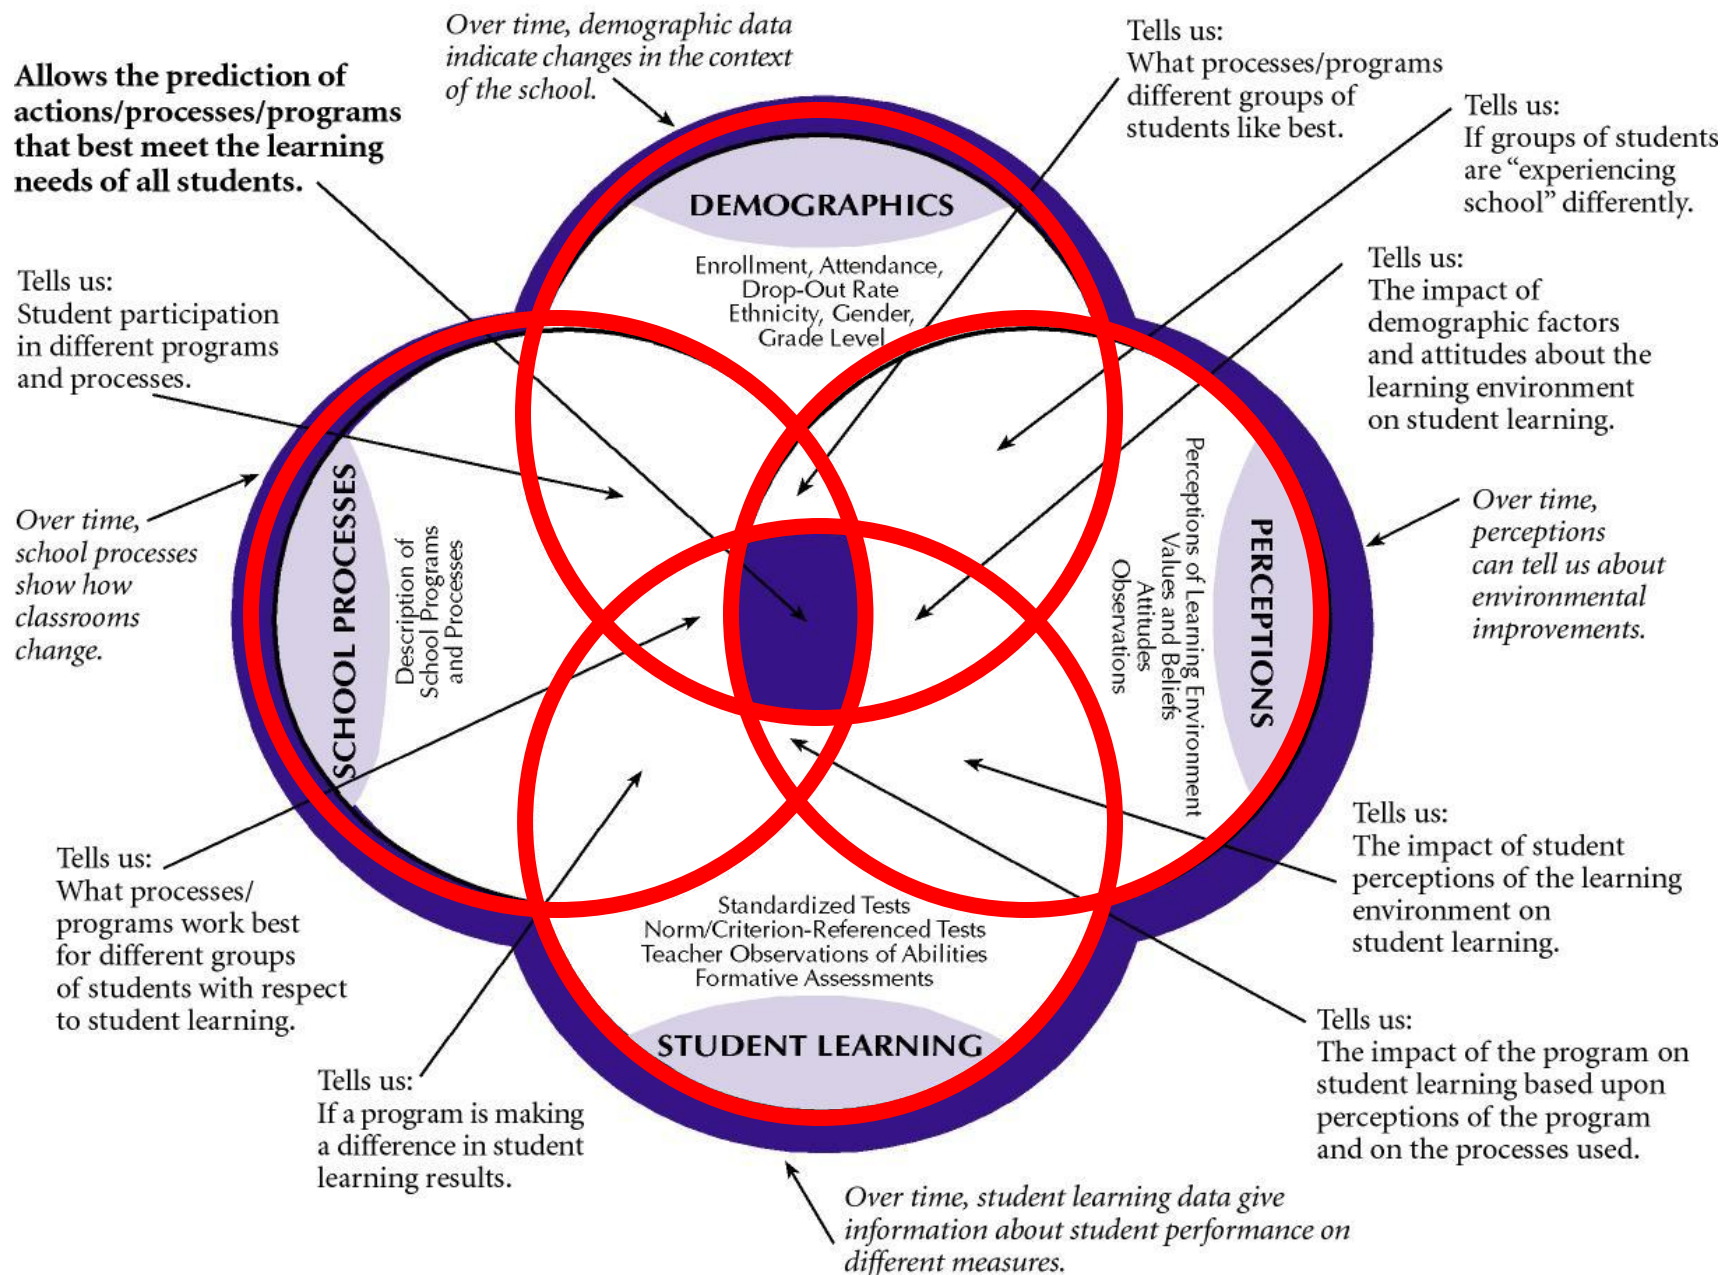 Over time, demographic data
indicate changes in the context
of the school.
Tells us:
What processes/programs
different groups of
students like best.
Allows the prediction of
actions/processes/programs
that best meet the learning
needs of all students.
Tells us:
If groups of students
are “experiencing
school” differently.
DEMOGRAPHICS
Enrollment, Attendance,
Drop-Out Rate
Ethnicity, Gender,
Grade Level
Tells us:
The impact of
demographic factors
and attitudes about the
learning environment
on student learning.
Tells us:
Student participation
in different programs
and processes.
Over time,
school processes
show how
classrooms
change.
SCHOOL PROCESSES
Description of
School Programs
and Processes
PERCEPTIONS
Perceptions of Learning Environment
Values and Beliefs
Attitudes
Observations
Over time,
perceptions
can tell us about
environmental
improvements.
Tells us:
What processes/
programs work best
for different groups
of students with respect
to student learning.
Tells us:
The impact of student
perceptions of the learning
environment on
student learning.
Standardized Tests
Norm/Criterion-Referenced Tests
Teacher Observations of Abilities
Formative Assessments
STUDENT LEARNING
Tells us:
If a program is making
a difference in student
learning results.
Tells us:
The impact of the program on
student learning based upon
perceptions of the program
and on the processes used.
Over time, student learning data give
information about student performance on
different measures.